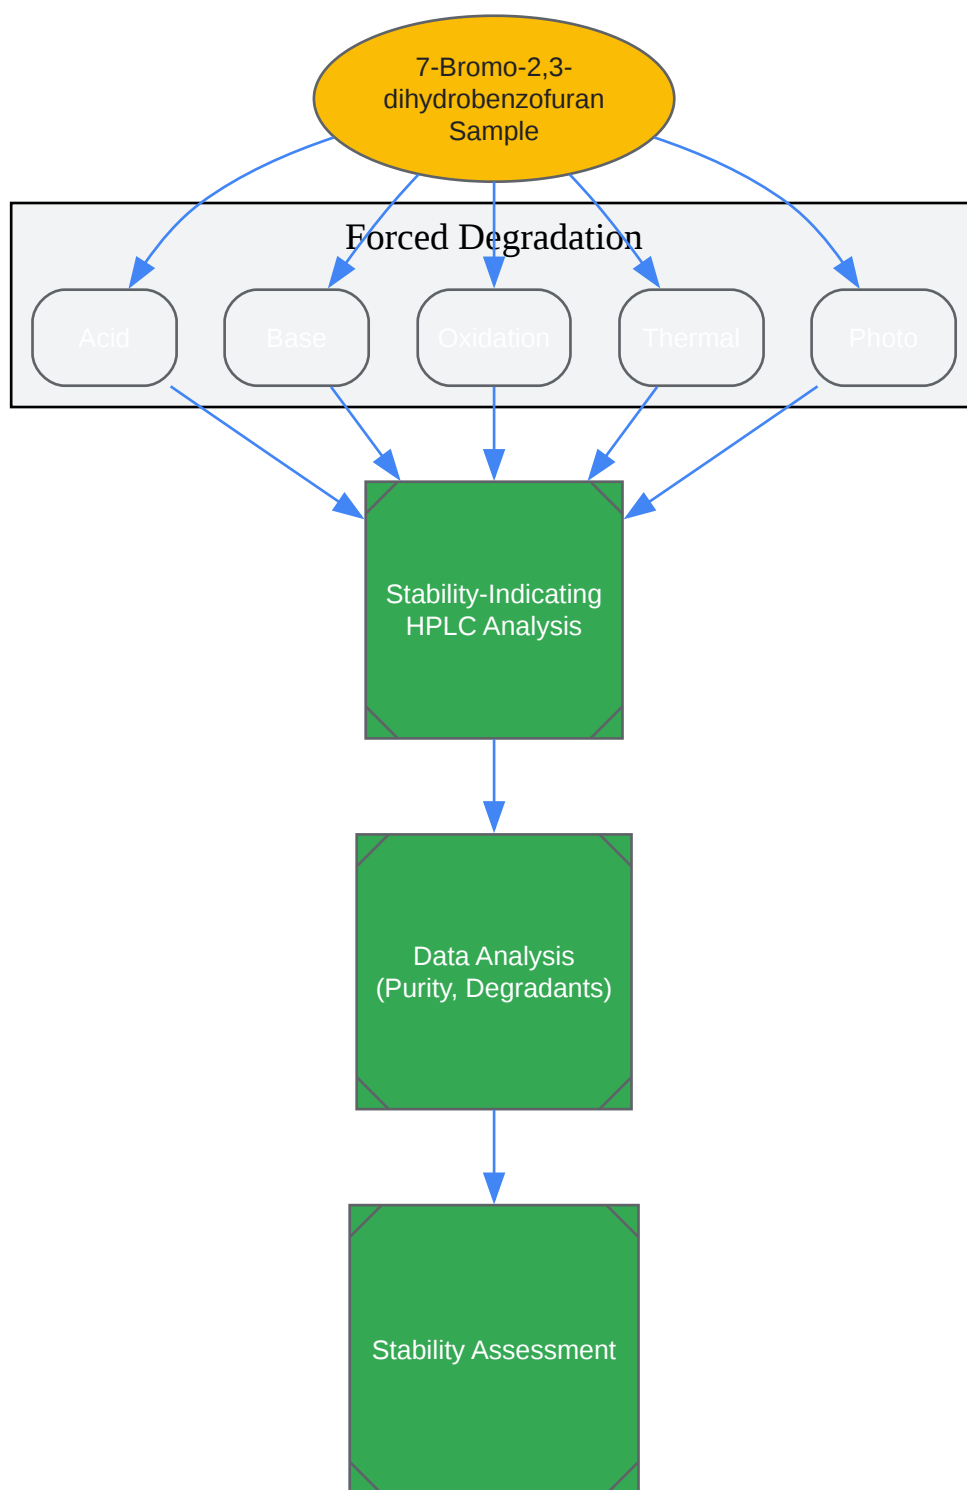 7-Bromo-2,3-
dihydrobenzofuran
Sample
Forced Degradation
Acid
Base
Oxidation
Thermal
Photo
Stability-Indicating
HPLC Analysis
Data Analysis
(Purity, Degradants)
Stability Assessment